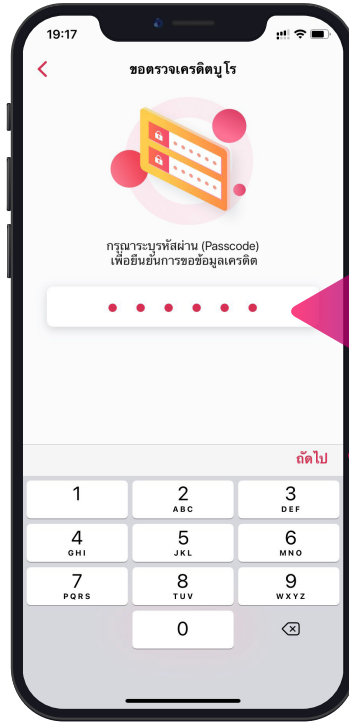 19:17
ขอตรวจเครดิตบูโร
กรุณาระบุรหัสผ่าน (Passcode)
เพื่อยืนยันการขอข้อมูลเครดิต
ถัดไป
1
2
ABC
3
DEF
4
GHI
5
JKL
6
MNO
7
PQRS
8
TUV
9
WXYZ
0